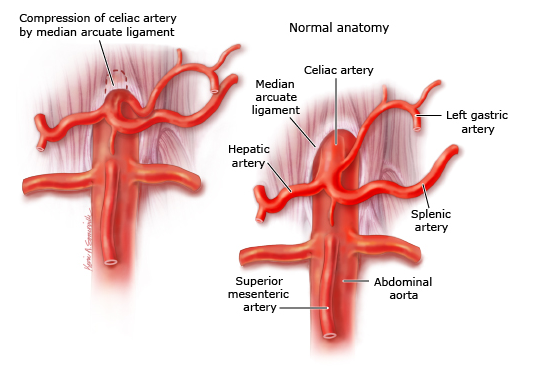 Compression of celiac artery
by median arcuate ligament
Normal anatomy
Celiac artery
Median
arcuate
ligament
Left gastric
artery
Hepatic
artery
Splenic
artery
Superior
mesenteric
artery
Abdominal
aorta